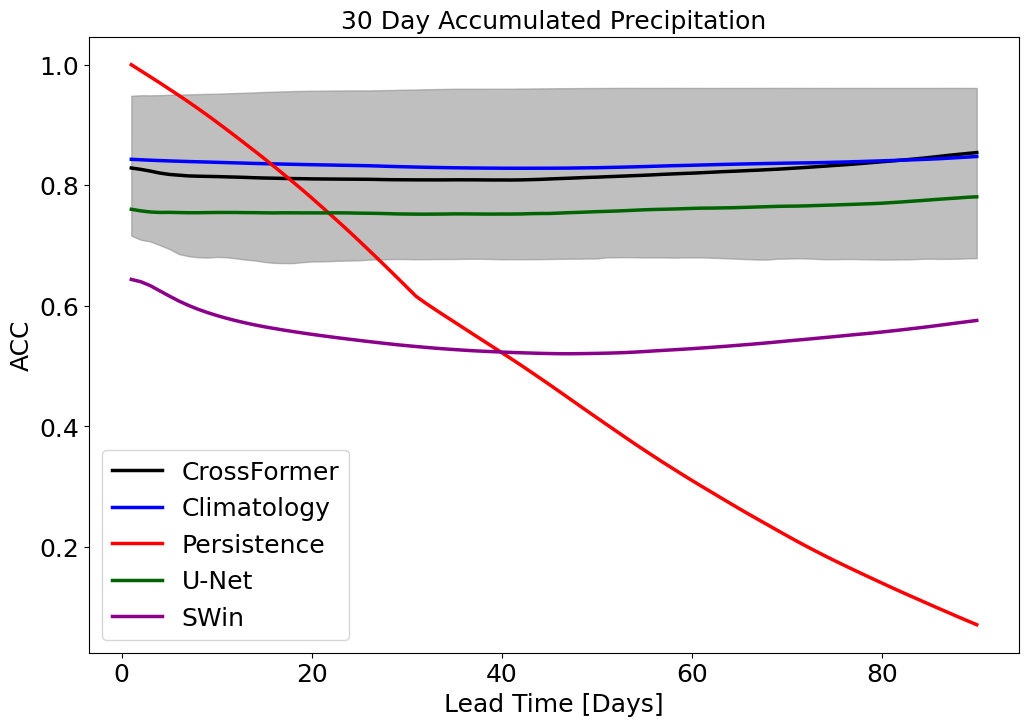 30 Day Accumulated Precipitation
1.0
0.8
0.6
0.4
0.2
ACC
CrossFormer
Climatology
Persistence
U-Net
SWin
0 20 40 60 80
Lead Time [Days]